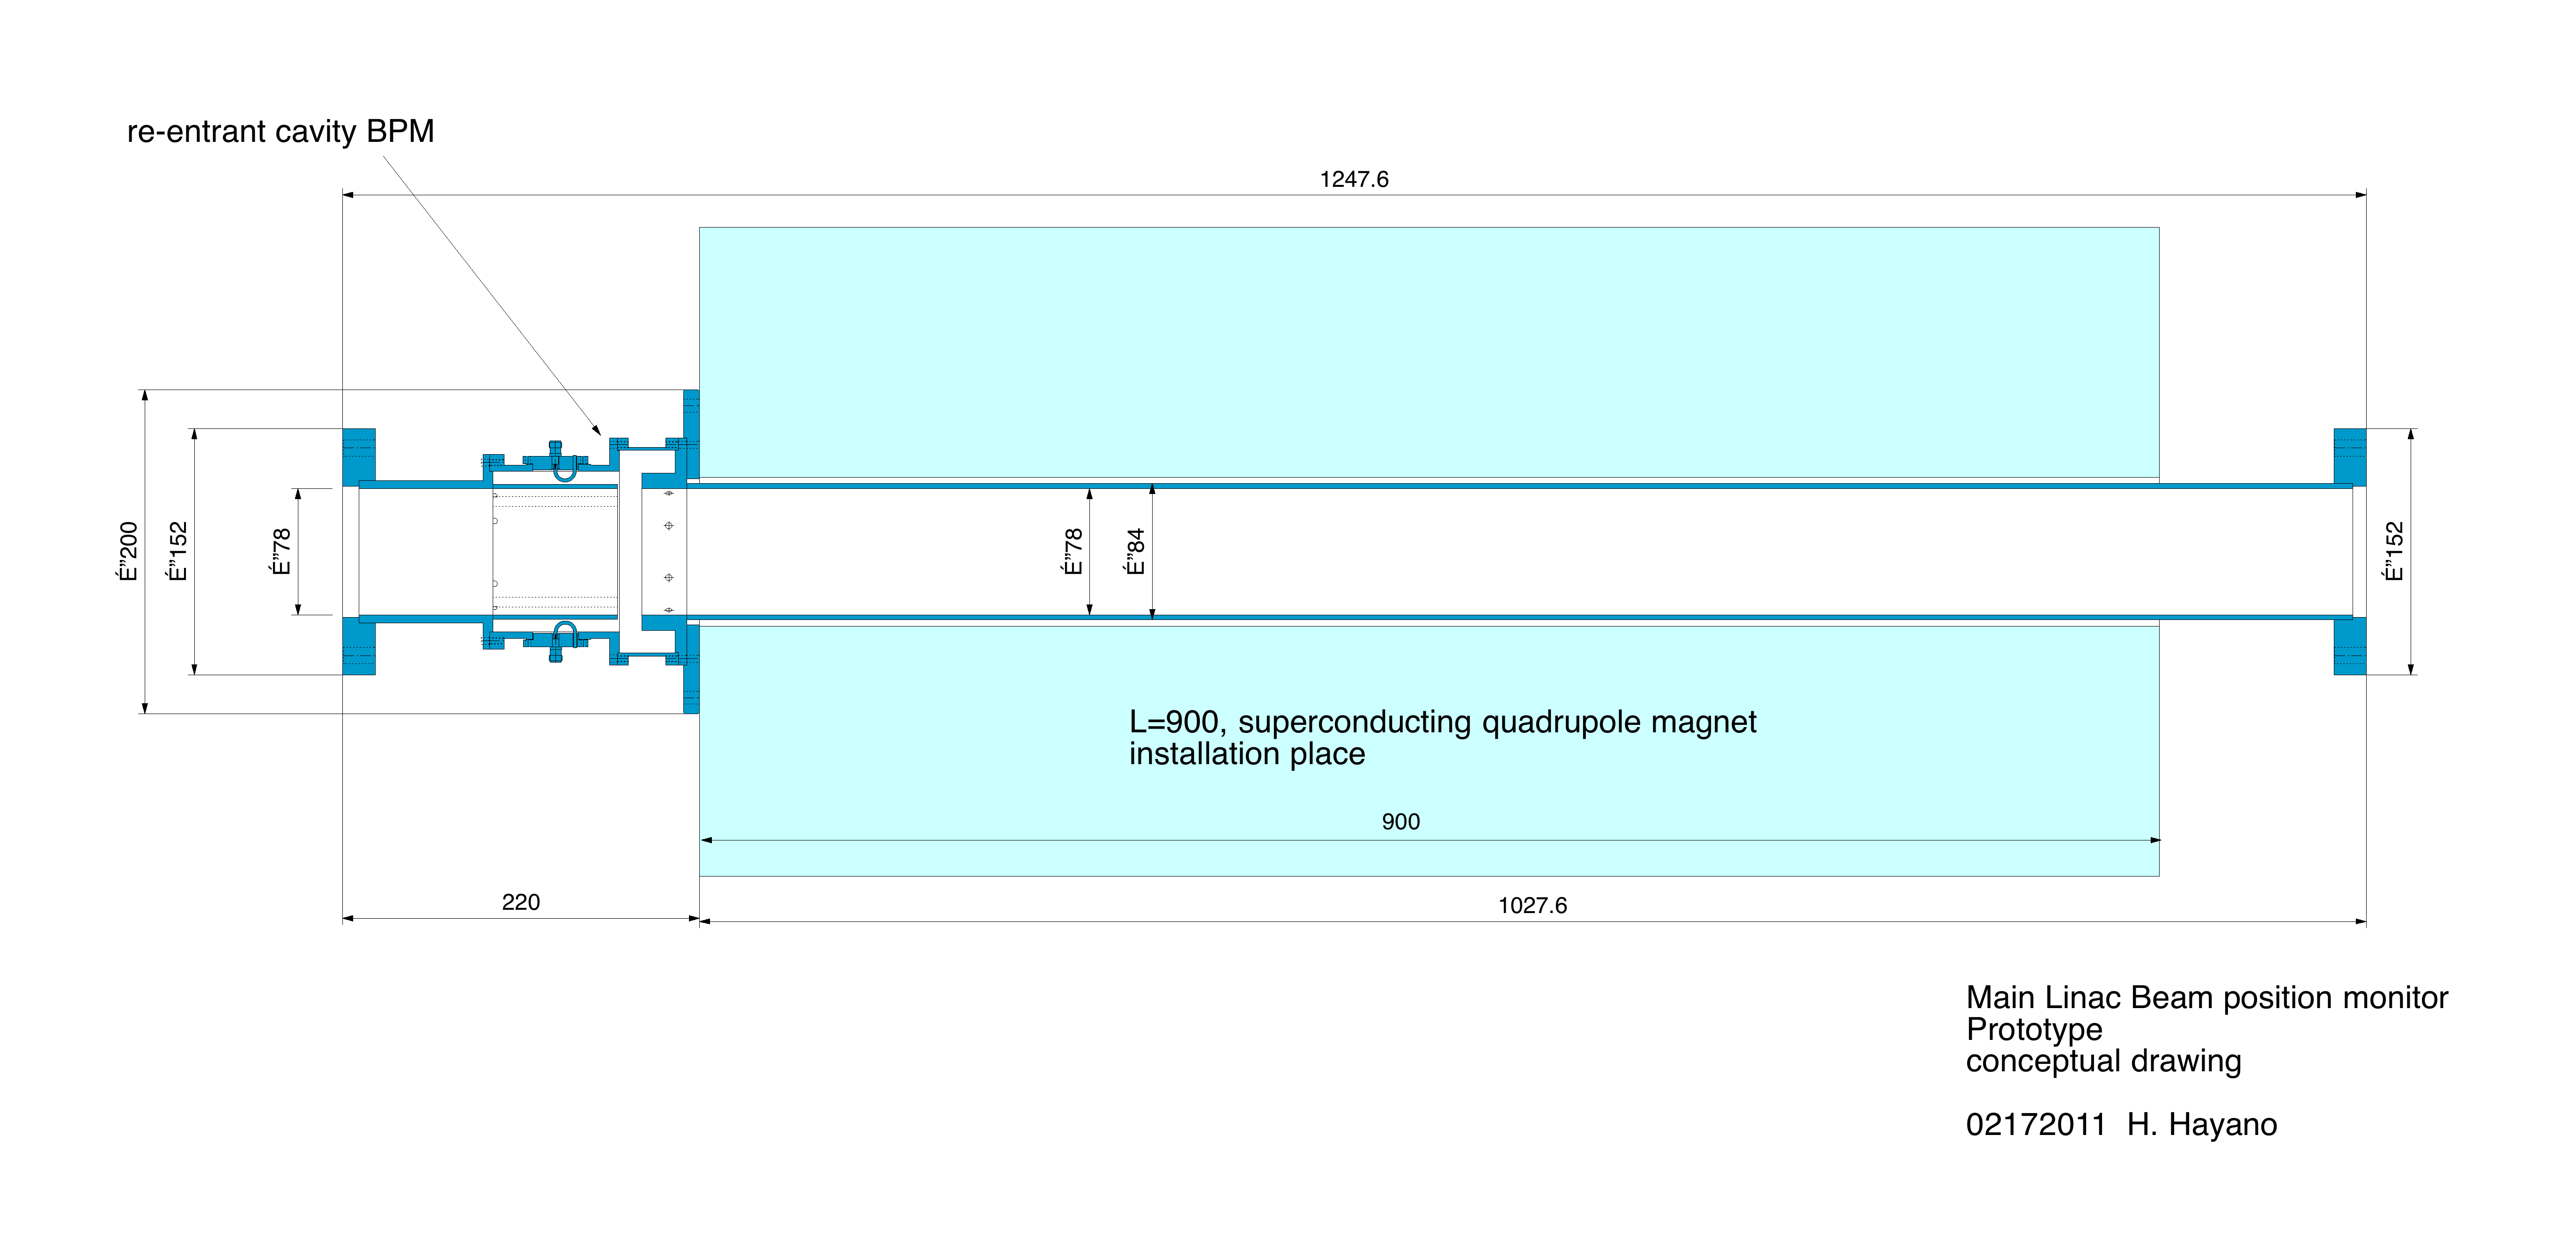 re-entrant cavity BPM
1247.6
É”200
É”152
É”78
É”78
É”84
É”152
L=900, superconducting quadrupole magnet
installation place
900
220
1027.6
Main Linac Beam position monitor
Prototype
conceptual drawing
02172011 H. Hayano